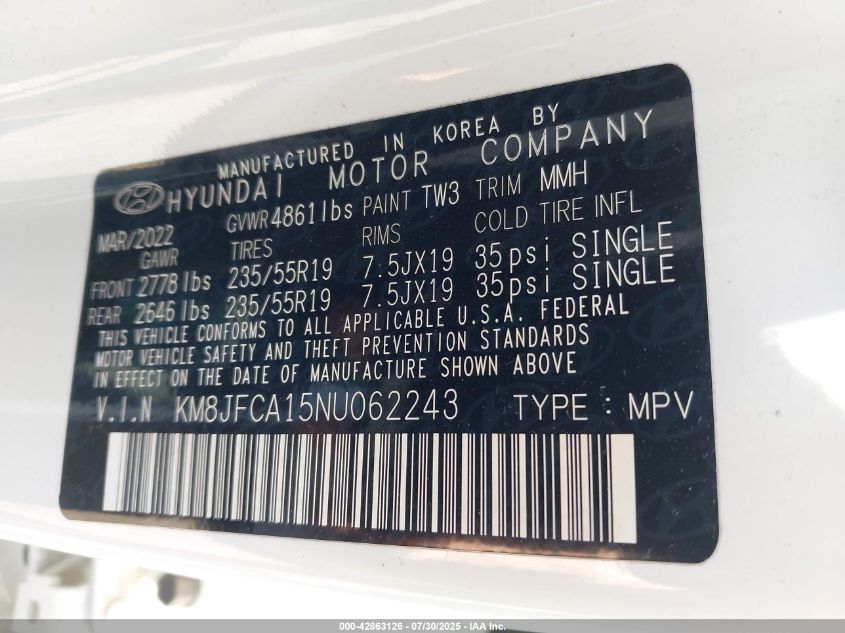 MANUFACTURED IN KOREA BY
HYUNDAI MOTOR COMPANY
MAR/2022 GVWR 4861lbs PAINT TW3 TRIM MMH
GAWR TIRES RIMS COLD TIRE INFL
FRONT 2778 lbs 235/55R19 7.5JX19 35psi SINGLE
REAR 2646 lbs 235/55R19 7.5JX19 35psi SINGLE
THIS VEHICLE CONFORMS TO ALL APPLICABLE U.S.A. FEDERAL
MOTOR VEHICLE SAFETY AND THEFT PREVENTION STANDARDS
IN EFFECT ON THE DATE OF MANUFACTURE SHOWN ABOVE
V.I.N KM8JFCA15NU062243 TYPE: MPV
000-42863126 - 07/30/2025 - IAA Inc.